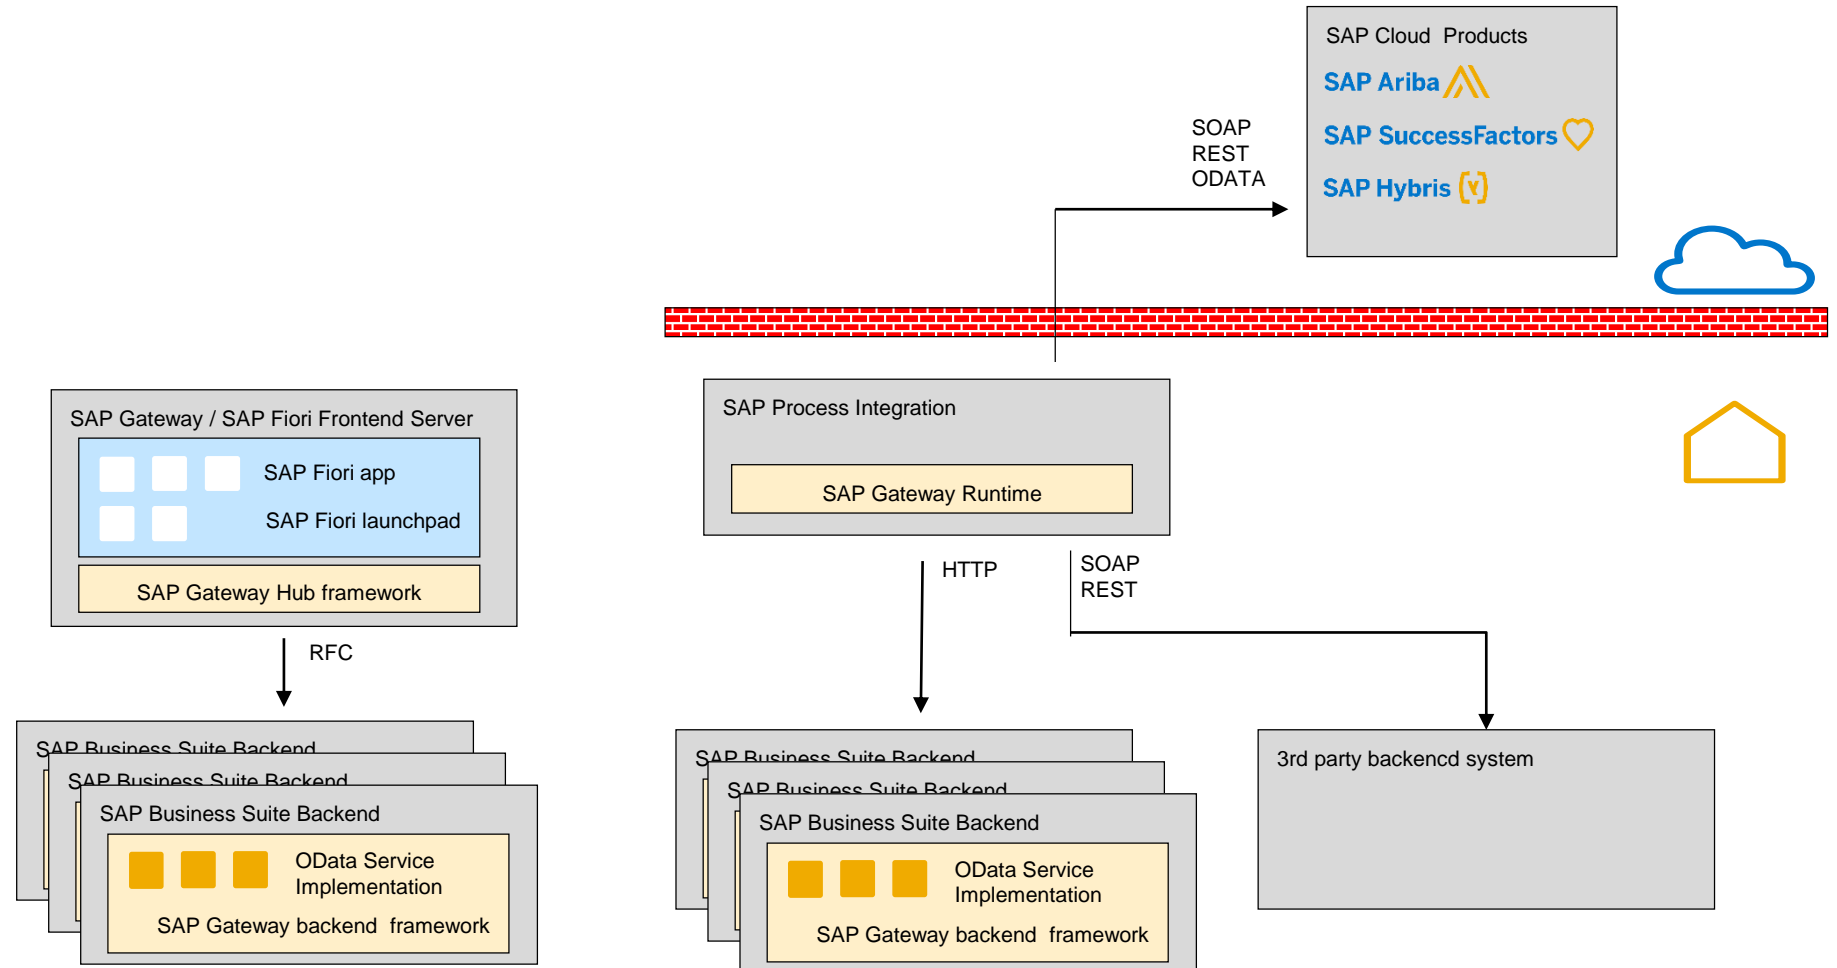 SAP Cloud Products
SAP Ariba
SAP SuccessFactors
SAP Hybris
SOAP
REST
ODATA
SAP Gateway / SAP Fiori Frontend Server
SAP Fiori app
SAP Fiori launchpad
SAP Gateway Hub framework
RFC
SAP Business Suite Backend
SAP Business Suite Backend
SAP Business Suite Backend
OData Service
Implementation
SAP Gateway backend framework
SAP Process Integration
SAP Gateway Runtime
HTTP
SOAP
REST
SAP Business Suite Backend
SAP Business Suite Backend
SAP Business Suite Backend
OData Service
Implementation
SAP Gateway backend framework
3rd party backencd system